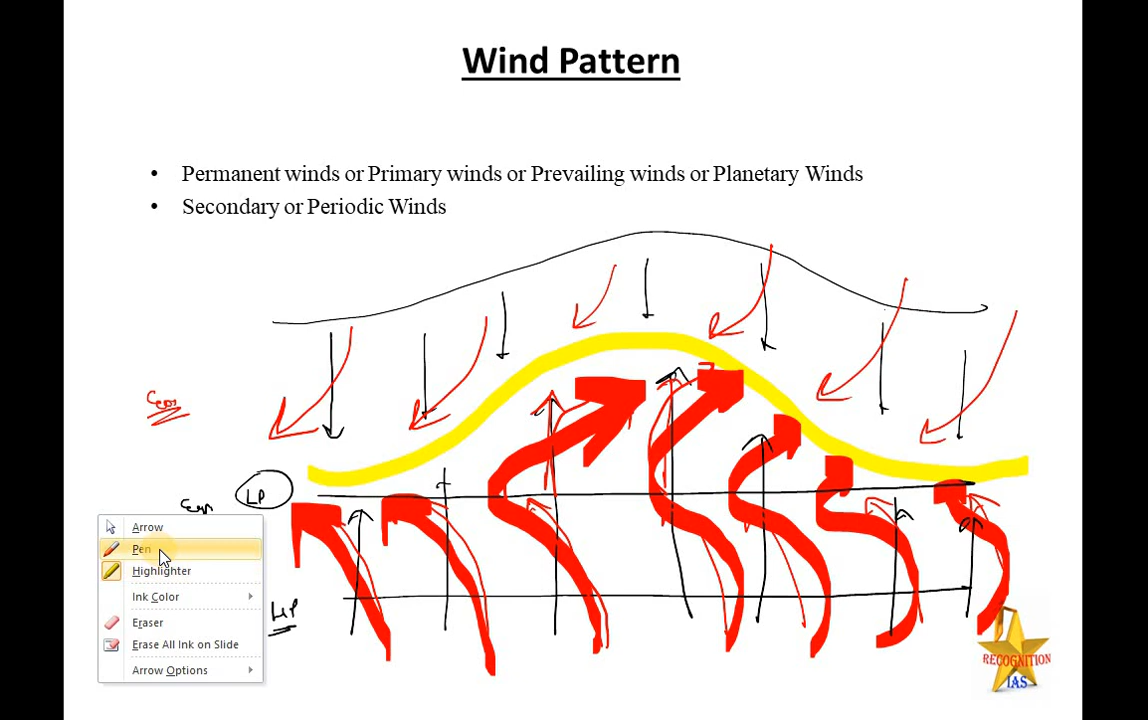 Wind Pattern
• Permanent winds or Primary winds or Prevailing winds or Planetary Winds
• Secondary or Periodic Winds
LP
Arrow
Pen
Highlighter
Ink Color
Eraser
Erase All Ink on Slide
Arrow Options
HP
RECOGNITION
IAS